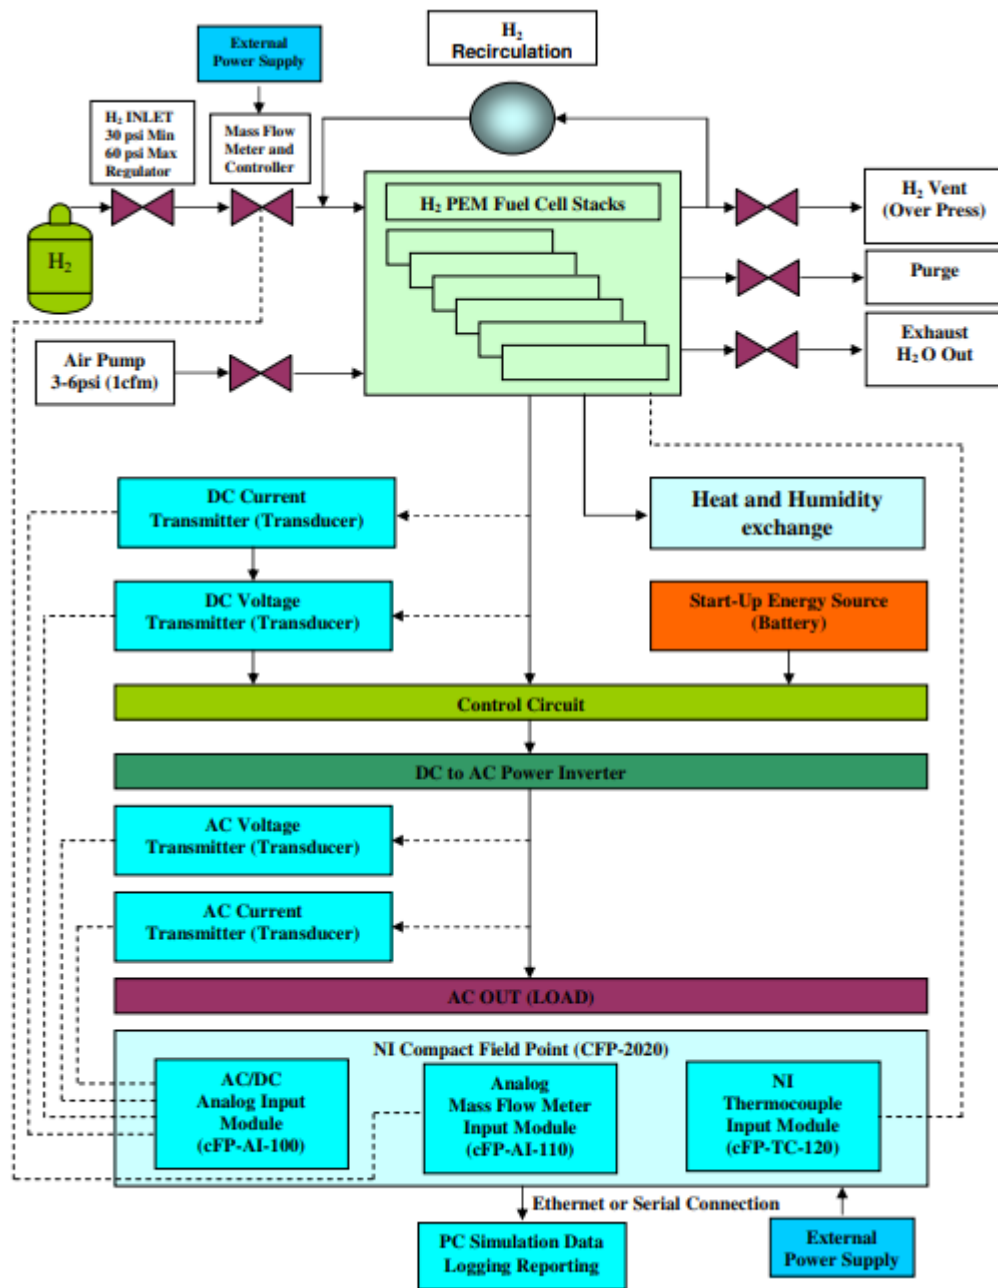 H₂
Recirculation
External
Power Supply
H₂ INLET
30 psi Min
60 psi Max
Regulator
Mass Flow
Meter and
Controller
H₂
H₂ PEM Fuel Cell Stacks
H₂ Vent
(Over Press)
Purge
Exhaust
H₂ O Out
Air Pump
3-6psi (1cfm)
DC Current
Transmitter (Transducer)
Heat and Humidity
exchange
DC Voltage
Transmitter (Transducer)
Start-Up Energy Source
(Battery)
Control Circuit
DC to AC Power Inverter
AC Voltage
Transmitter (Transducer)
AC Current
Transmitter (Transducer)
AC OUT (LOAD)
NI Compact Field Point (CFP-2020)
AC/DC
Analog Input
Module
(cFP-AI-100)
Analog
Mass Flow Meter
Input Module
(cFP-AI-110)
NI
Thermocouple
Input Module
(cFP-TC-120)
Ethernet or Serial Connection
PC Simulation Data
Logging Reporting
External
Power Supply